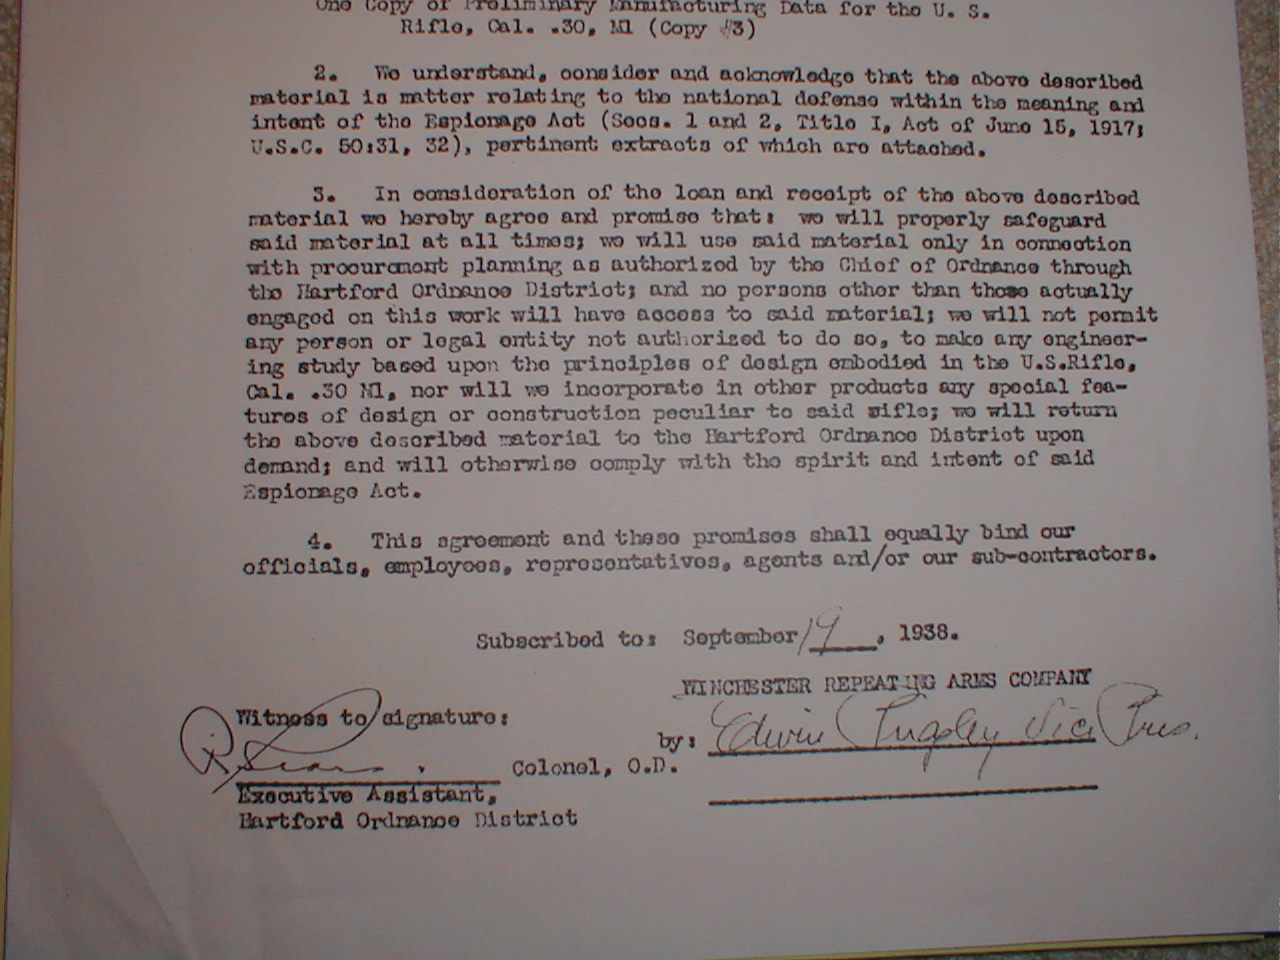 One Copy of Preliminary Manufacturing Data for the U. S.
Rifle, Cal. .30, M1 (Copy #3)
2. We understand, consider and acknowledge that the above described
material is matter relating to the national defense within the meaning and
intent of the Espionage Act (Secs. 1 and 2, Title I, Act of June 15, 1917;
U.S.C. 50:31, 32), pertinent extracts of which are attached.
3. In consideration of the loan and receipt of the above described
material we hereby agree and promise that: we will properly safeguard
said material at all times; we will use said material only in connection
with procurement planning as authorized by the Chief of Ordnance through
the Hartford Ordnance District; and no persons other than those actually
engaged on this work will have access to said material; we will not permit
any person or legal entity not authorized to do so, to make any engineer-
ing study based upon the principles of design embodied in the U.S.Rifle,
Cal. .30 M1, nor will we incorporate in other products any special fea-
tures of design or construction peculiar to said rifle; we will return
the above described material to the Hartford Ordnance District upon
demand; and will otherwise comply with the spirit and intent of said
Espionage Act.
4. This agreement and these promises shall equally bind our
officials, employees, representatives, agents and/or our sub-contractors.
Subscribed to: September 19, 1938.
WINCHESTER REPEATING ARMS COMPANY
Witness to signature:
by: Edwin Pugsley Vice Pres.
Colonel, O.D.
Executive Assistant,
Hartford Ordnance District